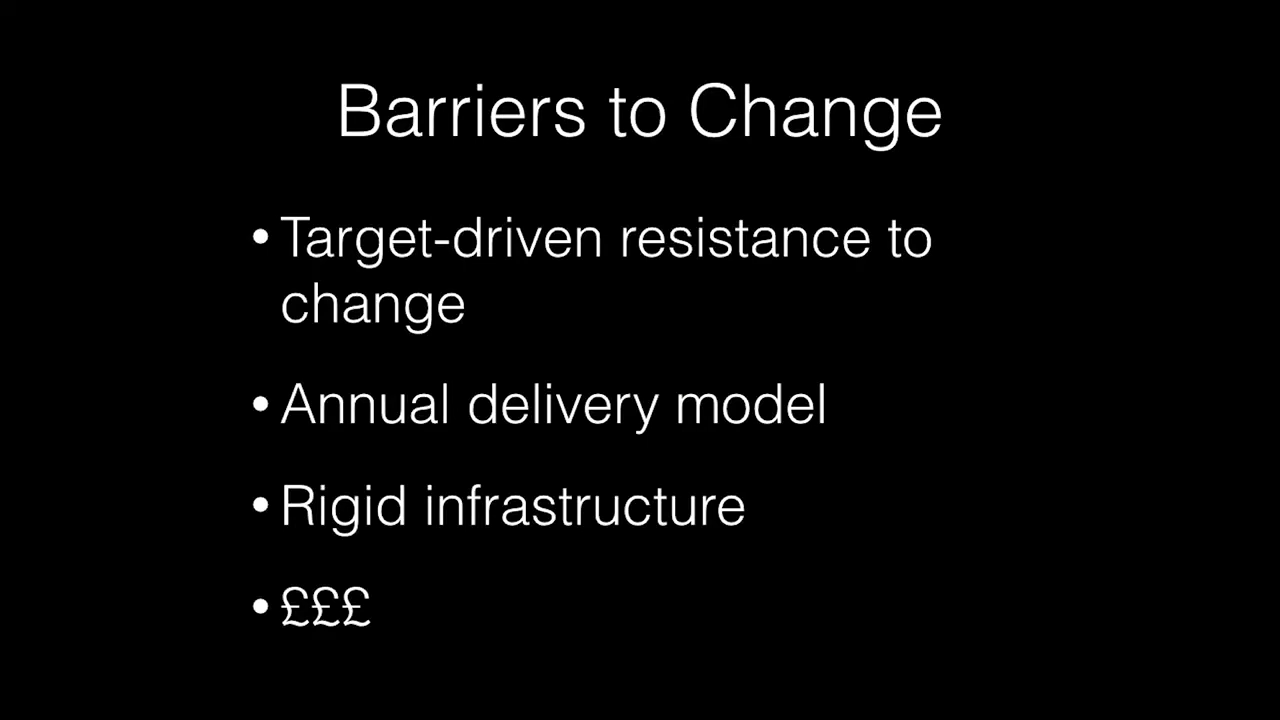 Barriers to Change
• Target-driven resistance to
change
• Annual delivery model
• Rigid infrastructure
• £££